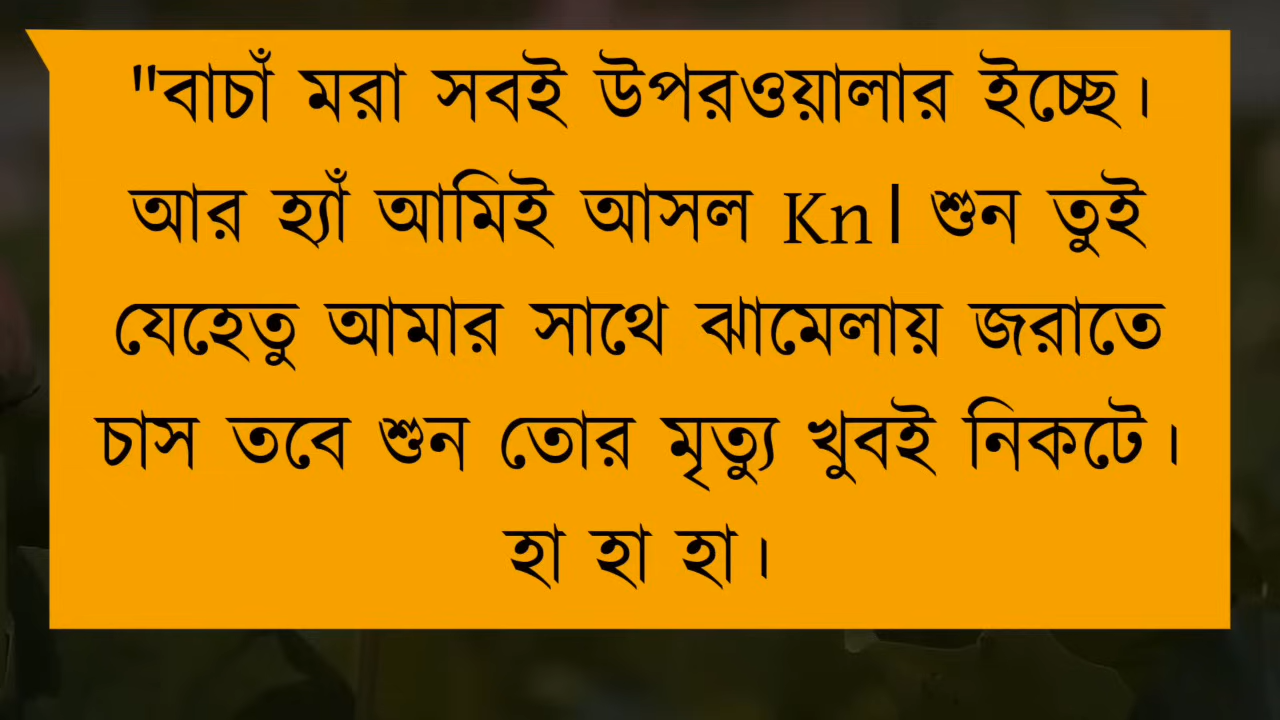 "বাচাঁ মরা সবই উপরওয়ালার ইচ্ছে।
আর হ্যাঁ আমিই আসল Kn। শুন তুই
যেহেতু আমার সাথে ঝামেলায় জরাতে
চাস তবে শুন তোর মৃত্যু খুবই নিকটে।
হা হা হা।